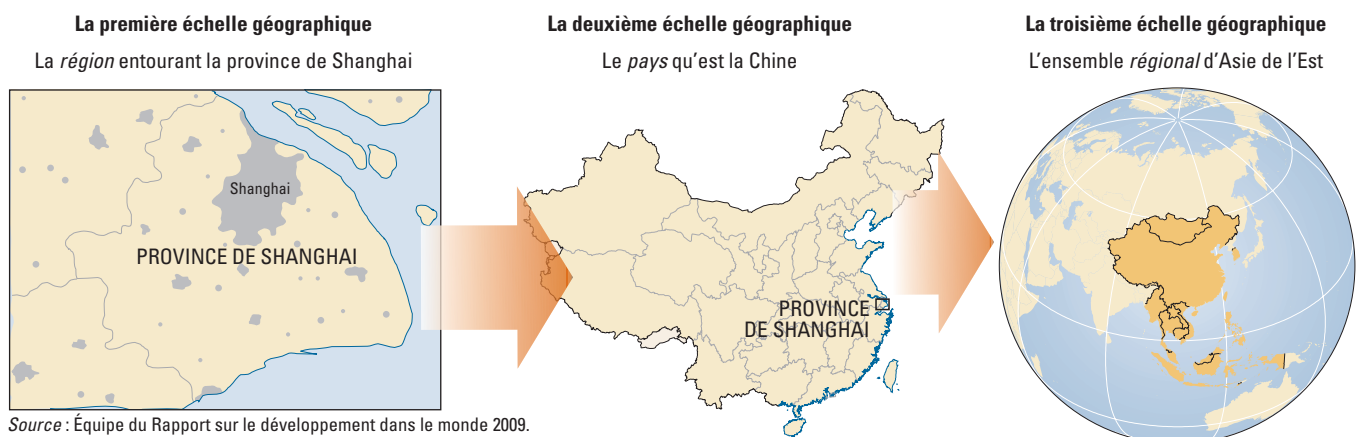 La première échelle géographique
La région entourant la province de Shanghai
Shanghai
PROVINCE DE SHANGHAI
La deuxième échelle géographique
Le pays qu’est la Chine
PROVINCE
DE SHANGHAI
La troisième échelle géographique
L’ensemble régional d’Asie de l’Est
Source : Équipe du Rapport sur le développement dans le monde 2009.